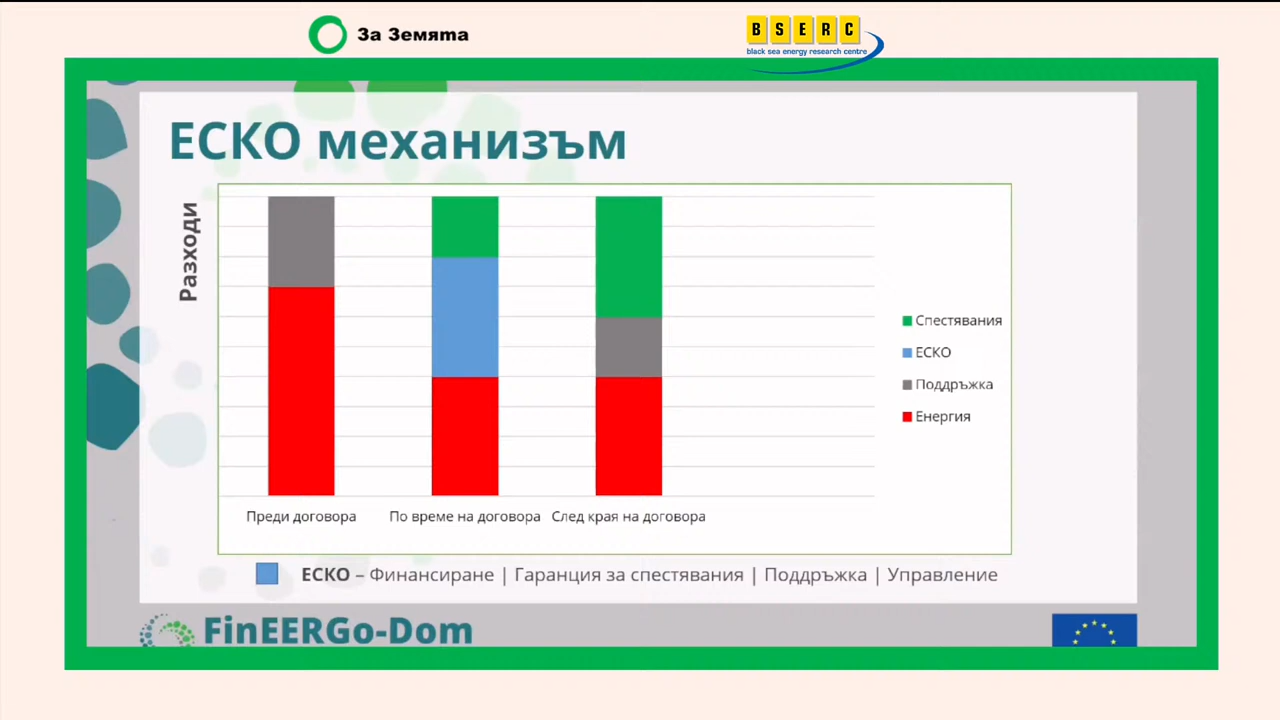 За Земята
BSERC
black sea energy research centre
ЕСКО механизъм
Разходи
Спестявания
ЕСКО
Поддръжка
Енергия
Преди договора
По време на договора
След края на договора
ЕСКО – Финансиране | Гаранция за спестявания | Поддръжка | Управление
FinEERGo-Dom